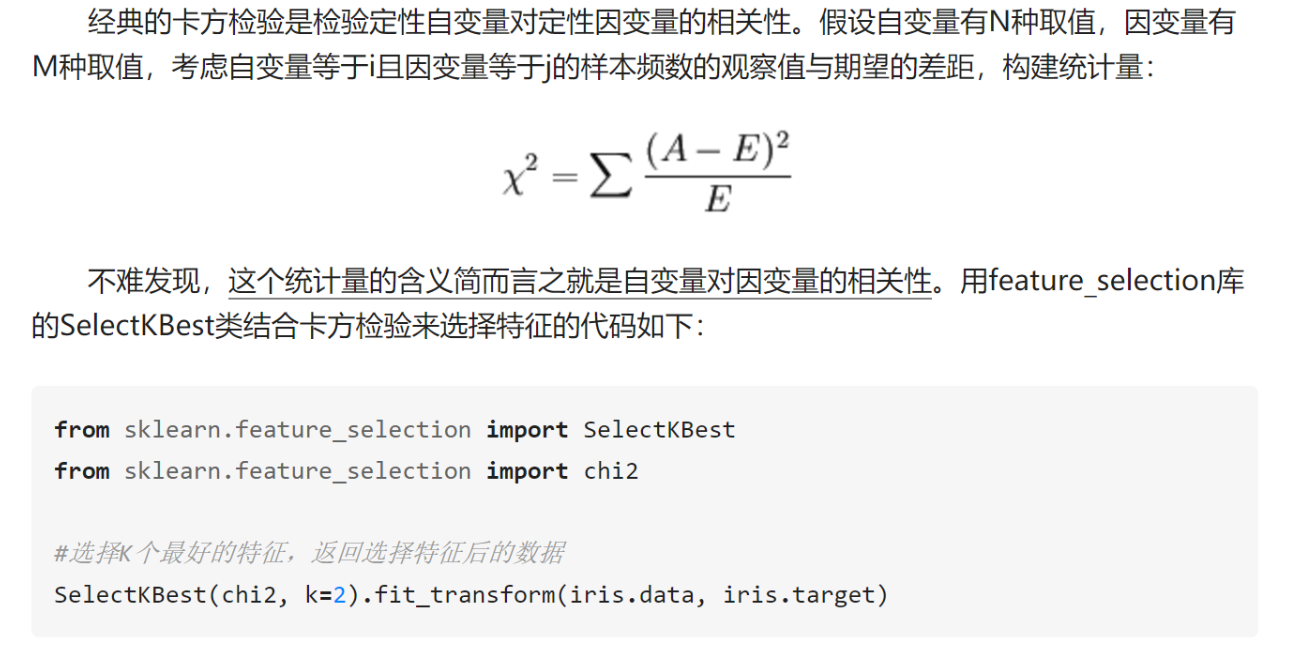 经典的卡方检验是检验定性自变量对定性因变量的相关性。假设自变量有N种取值，因变量有
M种取值，考虑自变量等于i且因变量等于j的样本频数的观察值与期望的差距，构建统计量：
χ² = ∑ (A − E)² / E
不难发现，这个统计量的含义简而言之就是自变量对因变量的相关性。用feature_selection库
的SelectKBest类结合卡方检验来选择特征的代码如下：
from sklearn.feature_selection import SelectKBest
from sklearn.feature_selection import chi2
#选择K个最好的特征，返回选择特征后的数据
SelectKBest(chi2, k=2).fit_transform(iris.data, iris.target)